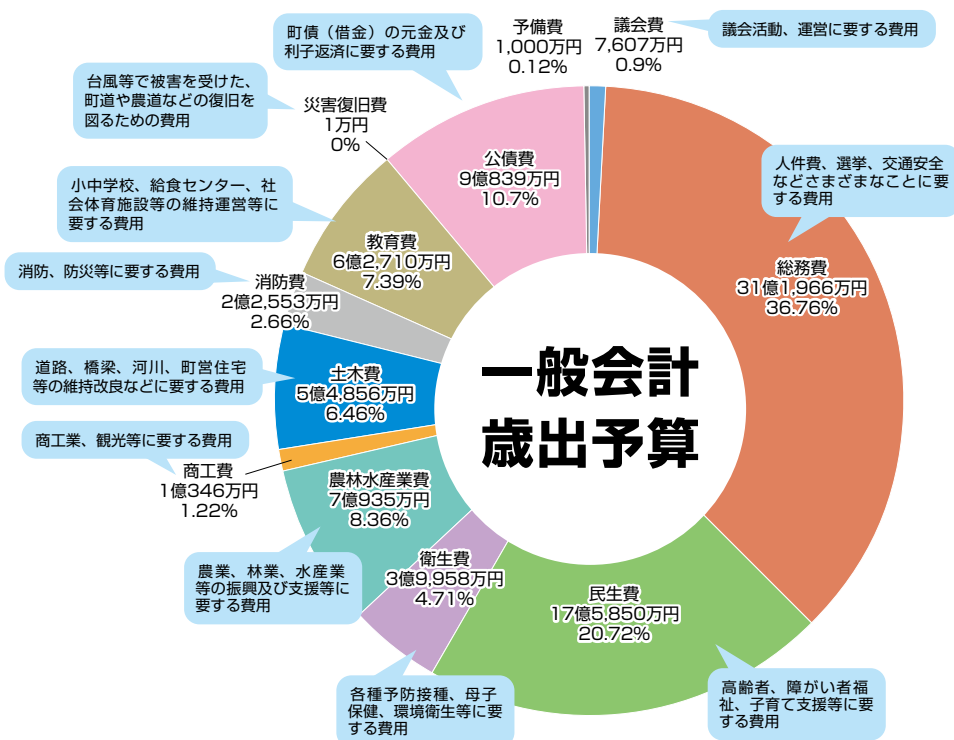 一般会計
歳出予算
議会費
7,607万円
0.9%
議会活動、運営に要する費用
人件費、選挙、交通安全
などさまざまなことに要
する費用
総務費
31億1,966万円
36.76%
民生費
17億5,850万円
20.72%
高齢者、障がい者福
祉、子育て支援等に要
する費用
衛生費
3億9,958万円
4.71%
各種予防接種、母子
保健、環境衛生等に要
する費用
農林水産業費
7億935万円
8.36%
農業、林業、水産業
等の振興及び支援等に
要する費用
商工業、観光等に要する費用
商工費
1億346万円
1.22%
道路、橋梁、河川、町営住宅
等の維持改良などに要する費用
土木費
5億4,856万円
6.46%
消防、防災等に要する費用
消防費
2億2,553万円
2.66%
小中学校、給食センター、社
会体育施設等の維持運営等に
要する費用
教育費
6億2,710万円
7.39%
台風等で被害を受けた、
町道や農道などの復旧を
図るための費用
災害復旧費
1万円
0%
町債（借金）の元金及び
利子返済に要する費用
公債費
9億839万円
10.7%
予備費
1,000万円
0.12%